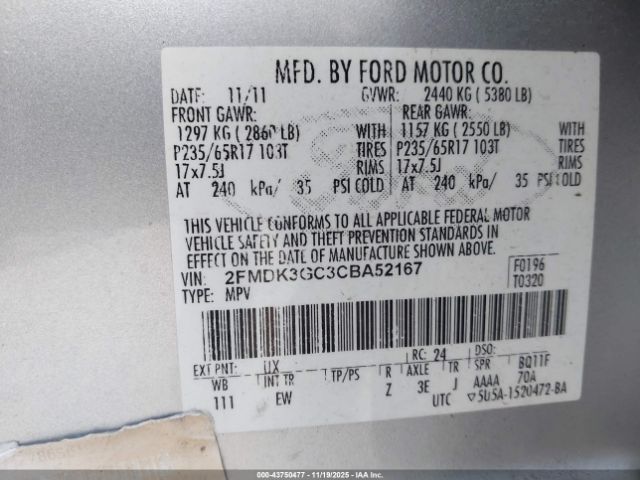 MFD. BY FORD MOTOR CO.
DATE: 11/11 GVWR: 2440 KG ( 5380 LB)
FRONT GAWR: REAR GAWR:
1297 KG ( 2860 LB) WITH 1157 KG ( 2550 LB) WITH
P235/65R17 103T TIRES P235/65R17 103T TIRES
17x7.5J RIMS 17x7.5J RIMS
AT 240 kPa/ 35 PSI COLD AT 240 kPa/ 35 PSI COLD
THIS VEHICLE CONFORMS TO ALL APPLICABLE FEDERAL MOTOR
VEHICLE SAFETY AND THEFT PREVENTION STANDARDS IN
EFFECT ON THE DATE OF MANUFACTURE SHOWN ABOVE.
VIN: 2FMDK3GC3CBA52167 F0196
TYPE: MPV T0320
EXT PNT: UX RC: 24 DSO:
WB INT TR TP/PS R AXLE TR SPR BQ11F
111 EW Z 3E J AAAA 70A
UTC ▽5U5A-1520472-BA
000-43750477 - 11/19/2025 - IAAI.CA